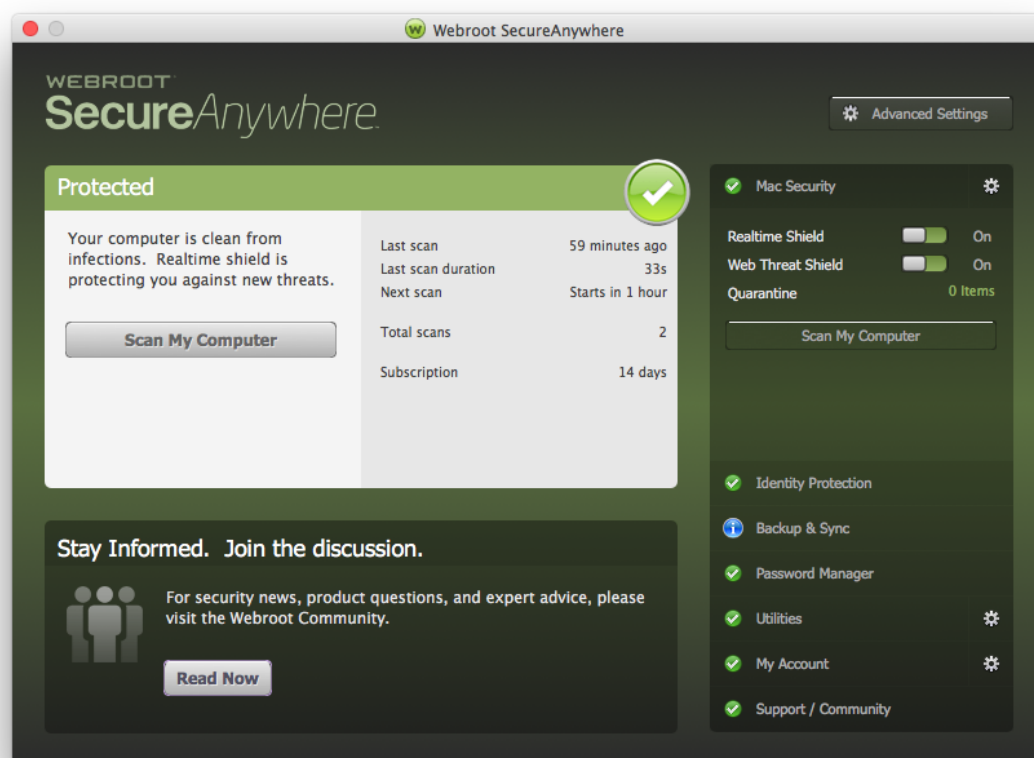 Webroot SecureAnywhere
WEBROOT
SecureAnywhere
Advanced Settings
Protected
Your computer is clean from
infections. Realtime shield is
protecting you against new threats.
Scan My Computer
Last scan 59 minutes ago
Last scan duration 33s
Next scan Starts in 1 hour
Total scans 2
Subscription 14 days
Mac Security
Realtime Shield On
Web Threat Shield On
Quarantine 0 Items
Scan My Computer
Identity Protection
Backup & Sync
Password Manager
Utilities
My Account
Support / Community
Stay Informed. Join the discussion.
For security news, product questions, and expert advice, please
visit the Webroot Community.
Read Now